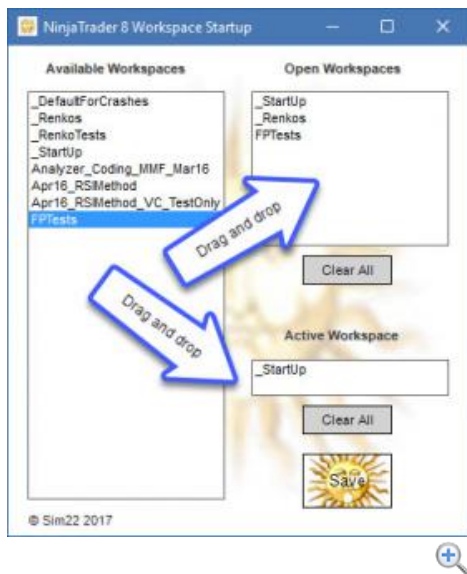 NinjaTrader 8 Workspace Startup
Available Workspaces
_DefaultForCrashes
_Renkos
_RenkoTests
_StartUp
Analyzer_Coding_MMF_Mar16
Apr16_RSIMethod
Apr16_RSIMethod_VC_TestOnly
FPTests
Open Workspaces
_StartUp
_Renkos
FPTests
Drag and drop
Clear All
Drag and drop
Active Workspace
_StartUp
Clear All
Save
© Sim22 2017